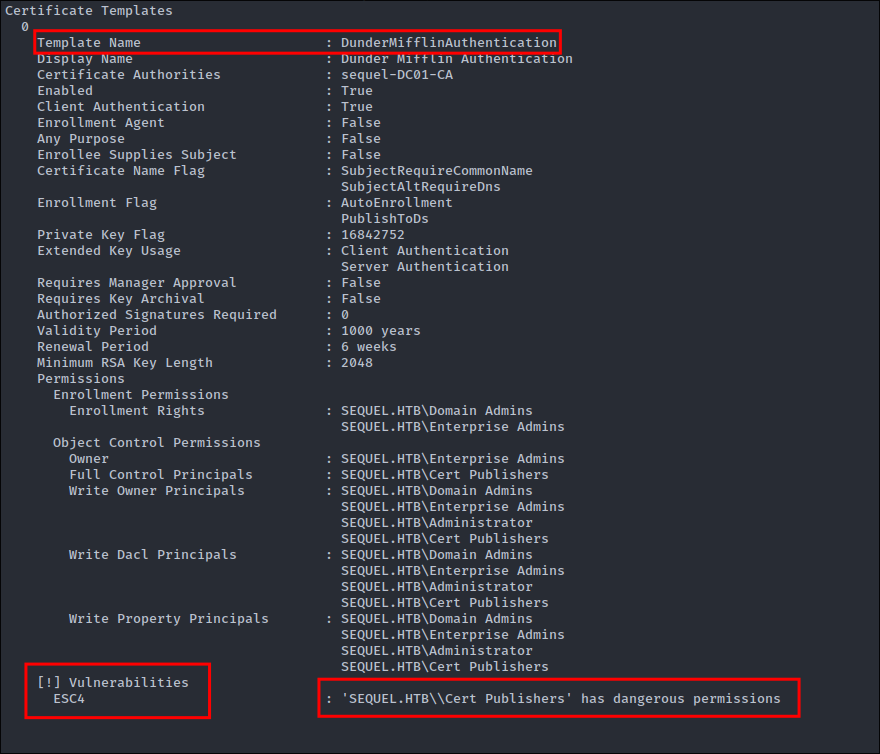 Certificate Templates
0
Template Name : DunderMifflinAuthentication
Display Name : Dunder Mifflin Authentication
Certificate Authorities : sequel-DC01-CA
Enabled : True
Client Authentication : True
Enrollment Agent : False
Any Purpose : False
Enrollee Supplies Subject : False
Certificate Name Flag : SubjectRequireCommonName
SubjectAltRequireDns
Enrollment Flag : AutoEnrollment
PublishToDs
Private Key Flag : 16842752
Extended Key Usage : Client Authentication
Server Authentication
Requires Manager Approval : False
Requires Key Archival : False
Authorized Signatures Required : 0
Validity Period : 1000 years
Renewal Period : 6 weeks
Minimum RSA Key Length : 2048
Permissions
Enrollment Permissions
Enrollment Rights : SEQUEL.HTB\Domain Admins
SEQUEL.HTB\Enterprise Admins
Object Control Permissions
Owner : SEQUEL.HTB\Enterprise Admins
Full Control Principals : SEQUEL.HTB\Cert Publishers
Write Owner Principals : SEQUEL.HTB\Domain Admins
SEQUEL.HTB\Enterprise Admins
SEQUEL.HTB\Administrator
SEQUEL.HTB\Cert Publishers
Write Dacl Principals : SEQUEL.HTB\Domain Admins
SEQUEL.HTB\Enterprise Admins
SEQUEL.HTB\Administrator
SEQUEL.HTB\Cert Publishers
Write Property Principals : SEQUEL.HTB\Domain Admins
SEQUEL.HTB\Enterprise Admins
SEQUEL.HTB\Administrator
SEQUEL.HTB\Cert Publishers
[!] Vulnerabilities
ESC4 : 'SEQUEL.HTB\\Cert Publishers' has dangerous permissions